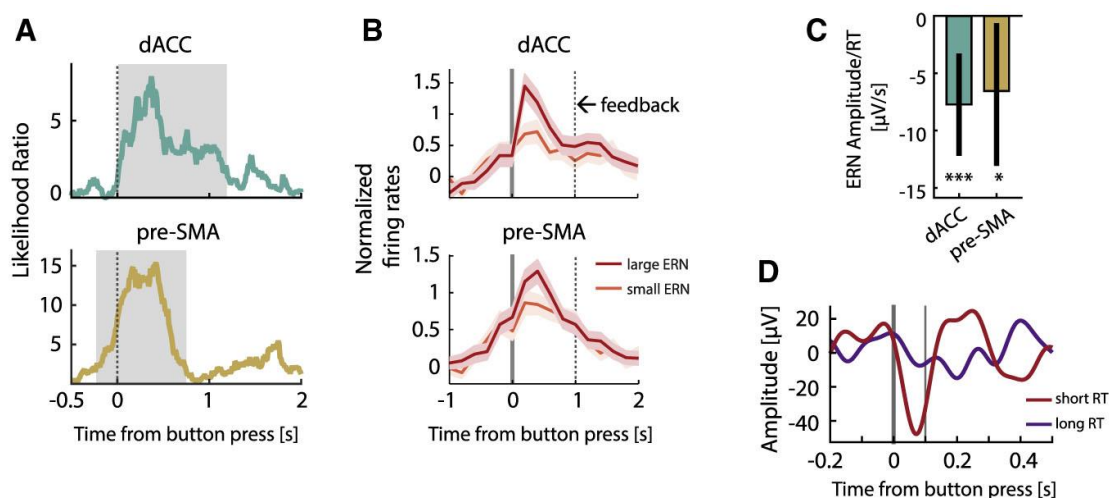 A
dACC
Likelihood Ratio
5
0
0
1
2
pre-SMA
15
10
5
0
-0.5
0
1
2
Time from button press [s]
B
dACC
Normalized
firing rates
1.5
1
0.5
0
← feedback
pre-SMA
1.5
1
0.5
0
large ERN
small ERN
-1
0
1
2
Time from button press [s]
C
ERN Amplitude/RT
[µV/s]
0
-5
-10
-15
***
*
dACC
pre-SMA
D
Amplitude [µV]
20
0
-20
-40
short RT
long RT
-0.2
0
0.2
0.4
Time from button press [s]